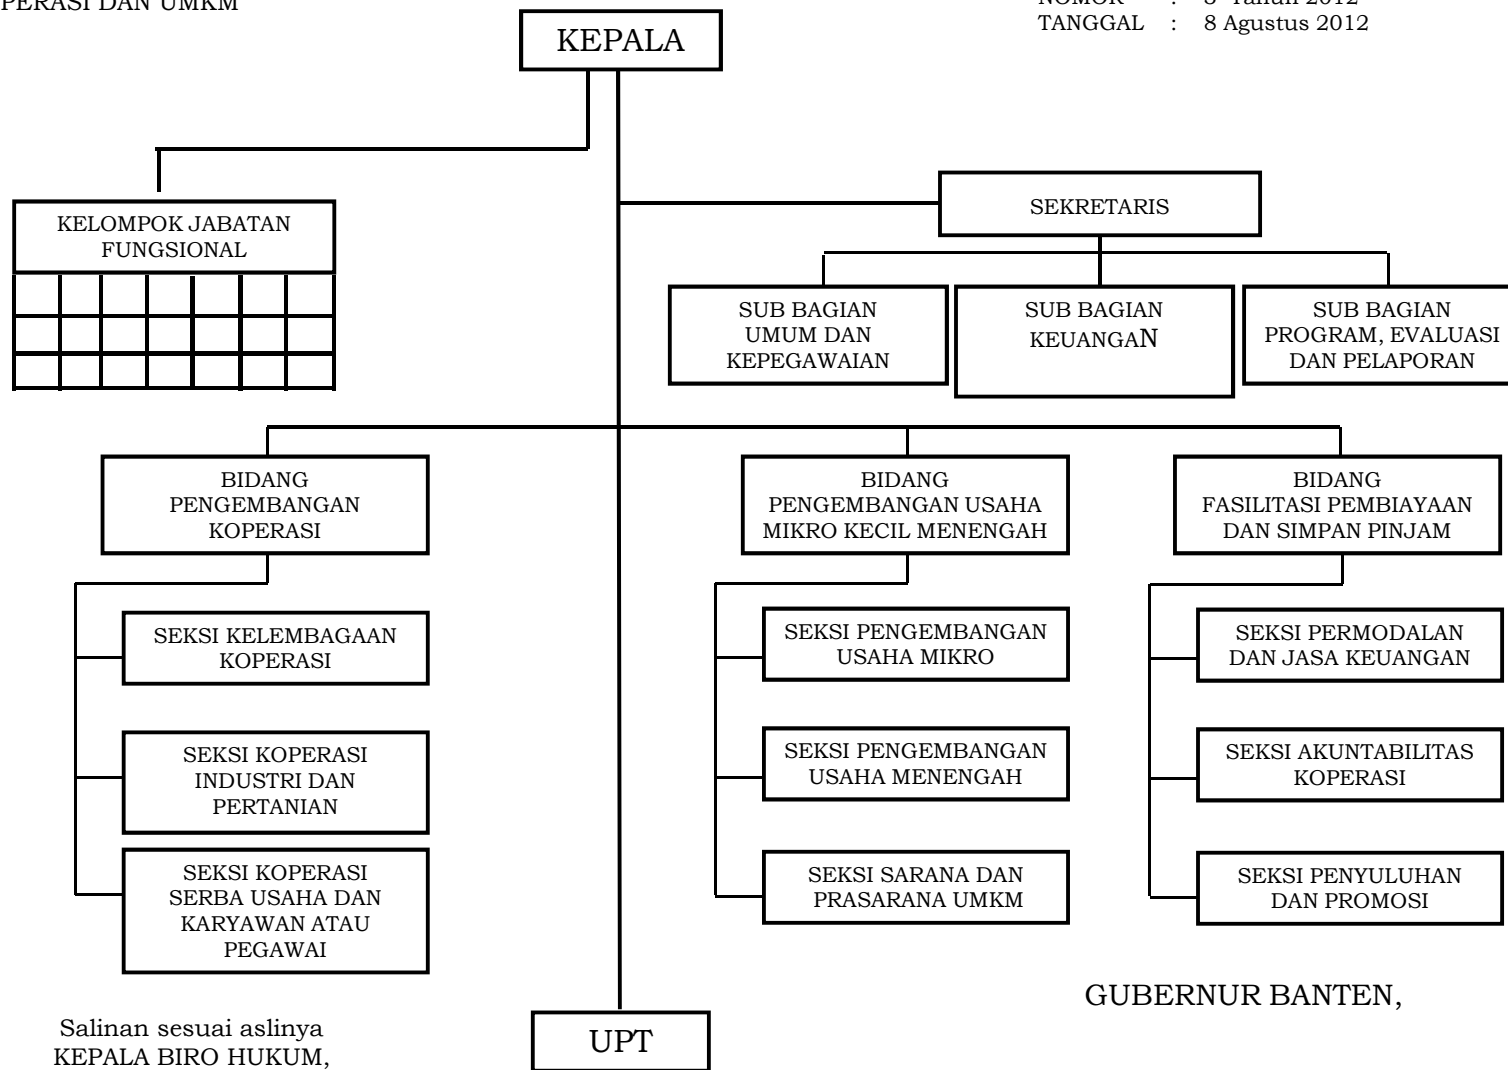 PERASI DAN UMKM
TANGGAL : 8 Agustus 2012
KEPALA
KELOMPOK JABATAN
FUNGSIONAL
SEKRETARIS
SUB BAGIAN
UMUM DAN
KEPEGAWAIAN
SUB BAGIAN
KEUANGAN
SUB BAGIAN
PROGRAM, EVALUASI
DAN PELAPORAN
BIDANG
PENGEMBANGAN
KOPERASI
BIDANG
PENGEMBANGAN USAHA
MIKRO KECIL MENENGAH
BIDANG
FASILITASI PEMBIAYAAN
DAN SIMPAN PINJAM
SEKSI KELEMBAGAAN
KOPERASI
SEKSI KOPERASI
INDUSTRI DAN
PERTANIAN
SEKSI KOPERASI
SERBA USAHA DAN
KARYAWAN ATAU
PEGAWAI
SEKSI PENGEMBANGAN
USAHA MIKRO
SEKSI PENGEMBANGAN
USAHA MENENGAH
SEKSI SARANA DAN
PRASARANA UMKM
SEKSI PERMODALAN
DAN JASA KEUANGAN
SEKSI AKUNTABILITAS
KOPERASI
SEKSI PENYULUHAN
DAN PROMOSI
GUBERNUR BANTEN,
Salinan sesuai aslinya
KEPALA BIRO HUKUM,
UPT